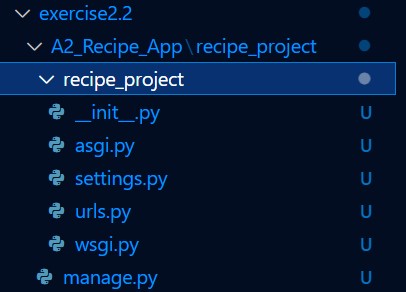 exercise2.2
A2_Recipe_App\recipe_project
recipe_project
__init__.py U
asgi.py U
settings.py U
urls.py U
wsgi.py U
manage.py U